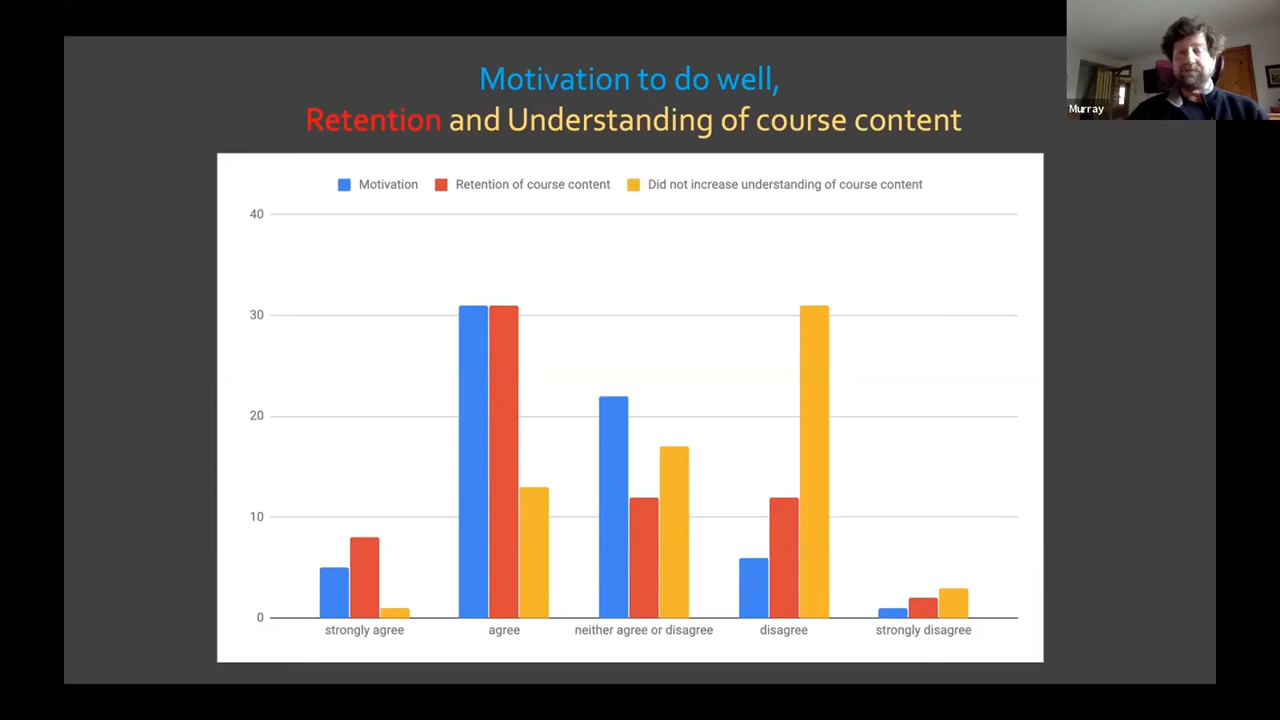 Motivation to do well,
Retention and Understanding of course content
Murray
Motivation Retention of course content Did not increase understanding of course content
40
30
20
10
0
strongly agree agree neither agree or disagree disagree strongly disagree